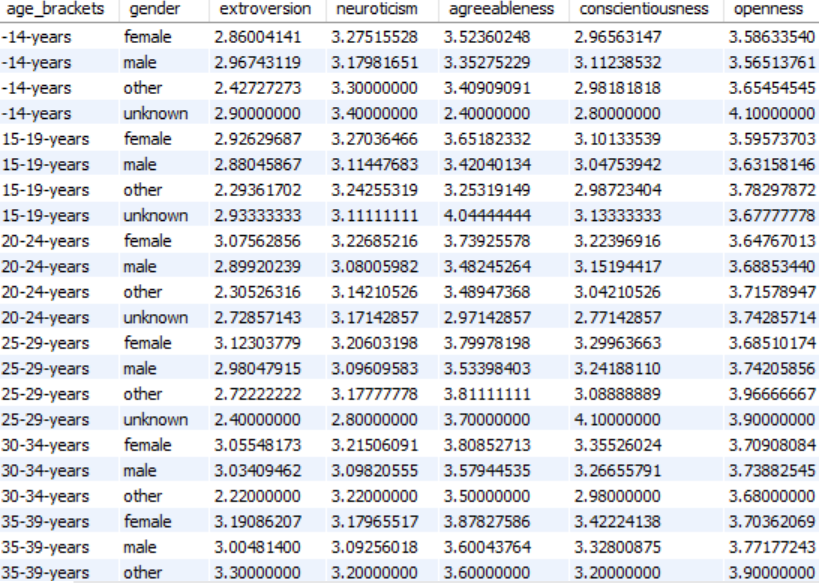 age_brackets gender extroversion neuroticism agreeableness conscientiousness openness
-14-years female 2.86004141 3.27515528 3.52360248 2.96563147 3.58633540
-14-years male 2.96743119 3.17981651 3.35275229 3.11238532 3.56513761
-14-years other 2.42727273 3.30000000 3.40909091 2.98181818 3.65454545
-14-years unknown 2.90000000 3.40000000 2.40000000 2.80000000 4.10000000
15-19-years female 2.92629687 3.27036466 3.65182332 3.10133539 3.59573703
15-19-years male 2.88045867 3.11447683 3.42040134 3.04753942 3.63158146
15-19-years other 2.29361702 3.24255319 3.25319149 2.98723404 3.78297872
15-19-years unknown 2.93333333 3.11111111 4.04444444 3.13333333 3.67777778
20-24-years female 3.07562856 3.22685216 3.73925578 3.22396916 3.64767013
20-24-years male 2.89920239 3.08005982 3.48245264 3.15194417 3.68853440
20-24-years other 2.30526316 3.14210526 3.48947368 3.04210526 3.71578947
20-24-years unknown 2.72857143 3.17142857 2.97142857 2.77142857 3.74285714
25-29-years female 3.12303779 3.20603198 3.79978198 3.29963663 3.68510174
25-29-years male 2.98047915 3.09609583 3.53398403 3.24188110 3.74205856
25-29-years other 2.72222222 3.17777778 3.81111111 3.08888889 3.96666667
25-29-years unknown 2.40000000 2.80000000 3.70000000 4.10000000 3.90000000
30-34-years female 3.05548173 3.21506091 3.80852713 3.35526024 3.70908084
30-34-years male 3.03409462 3.09820555 3.57944535 3.26655791 3.73882545
30-34-years other 2.22000000 3.22000000 3.50000000 2.98000000 3.68000000
35-39-years female 3.19086207 3.17965517 3.87827586 3.42224138 3.70362069
35-39-years male 3.00481400 3.09256018 3.60043764 3.32800875 3.77177243
35-39-years other 3.30000000 3.20000000 3.60000000 3.20000000 3.90000000